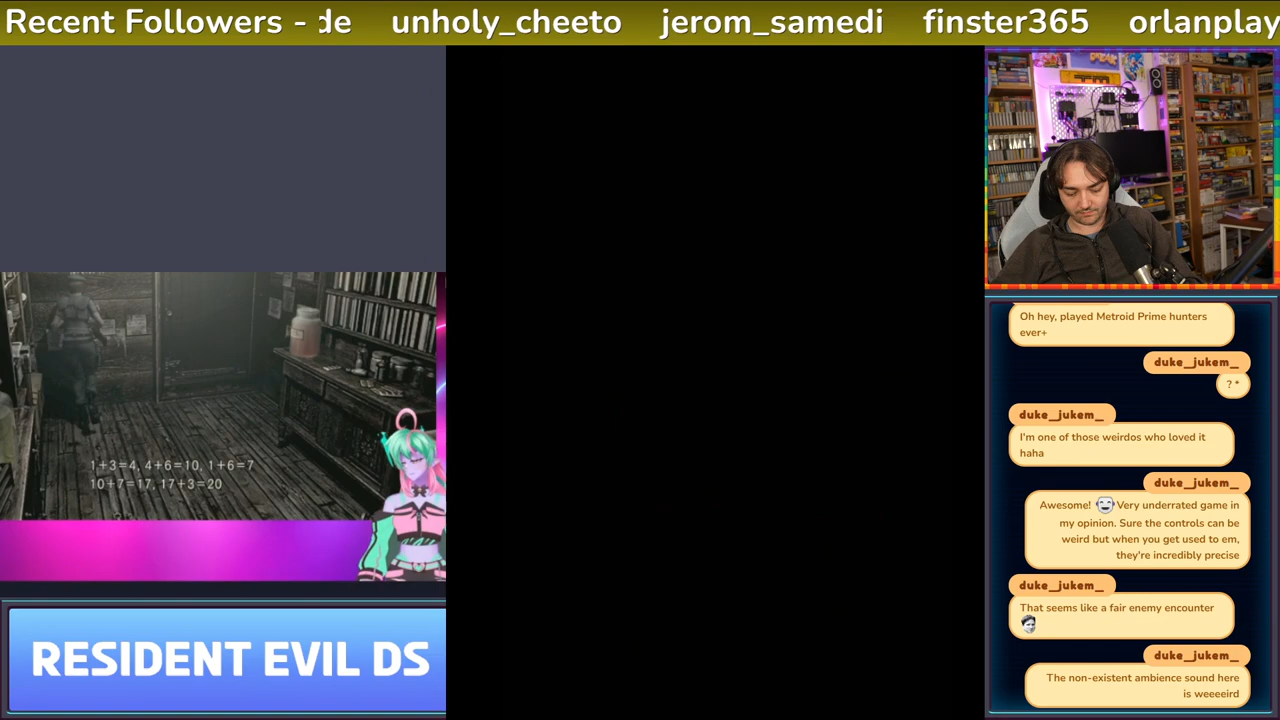 Recent Followers - de unholy_cheeto jerom_samedi finster365 orlanplay
1+3=4, 4+6=10, 1+6=7
10+7=17, 17+3=20
RESIDENT EVIL DS
Oh hey, played Metroid Prime hunters
ever+
duke_jukem_
? *
duke_jukem_
I'm one of those weirdos who loved it
haha
duke_jukem_
Awesome! Very underrated game in
my opinion. Sure the controls can be
weird but when you get used to em,
they're incredibly precise
duke_jukem_
That seems like a fair enemy encounter
duke_jukem_
The non-existent ambience sound here
is weeeeird